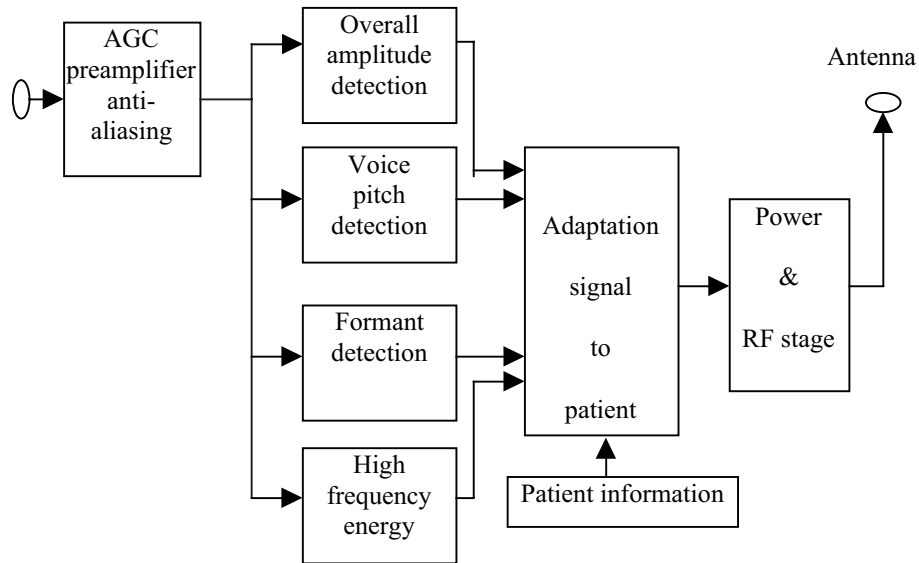 AGC
preamplifier
anti-
aliasing
Overall
amplitude
detection
Voice
pitch
detection
Formant
detection
High
frequency
energy
Adaptation
signal
to
patient
Patient information
Power
&
RF stage
Antenna